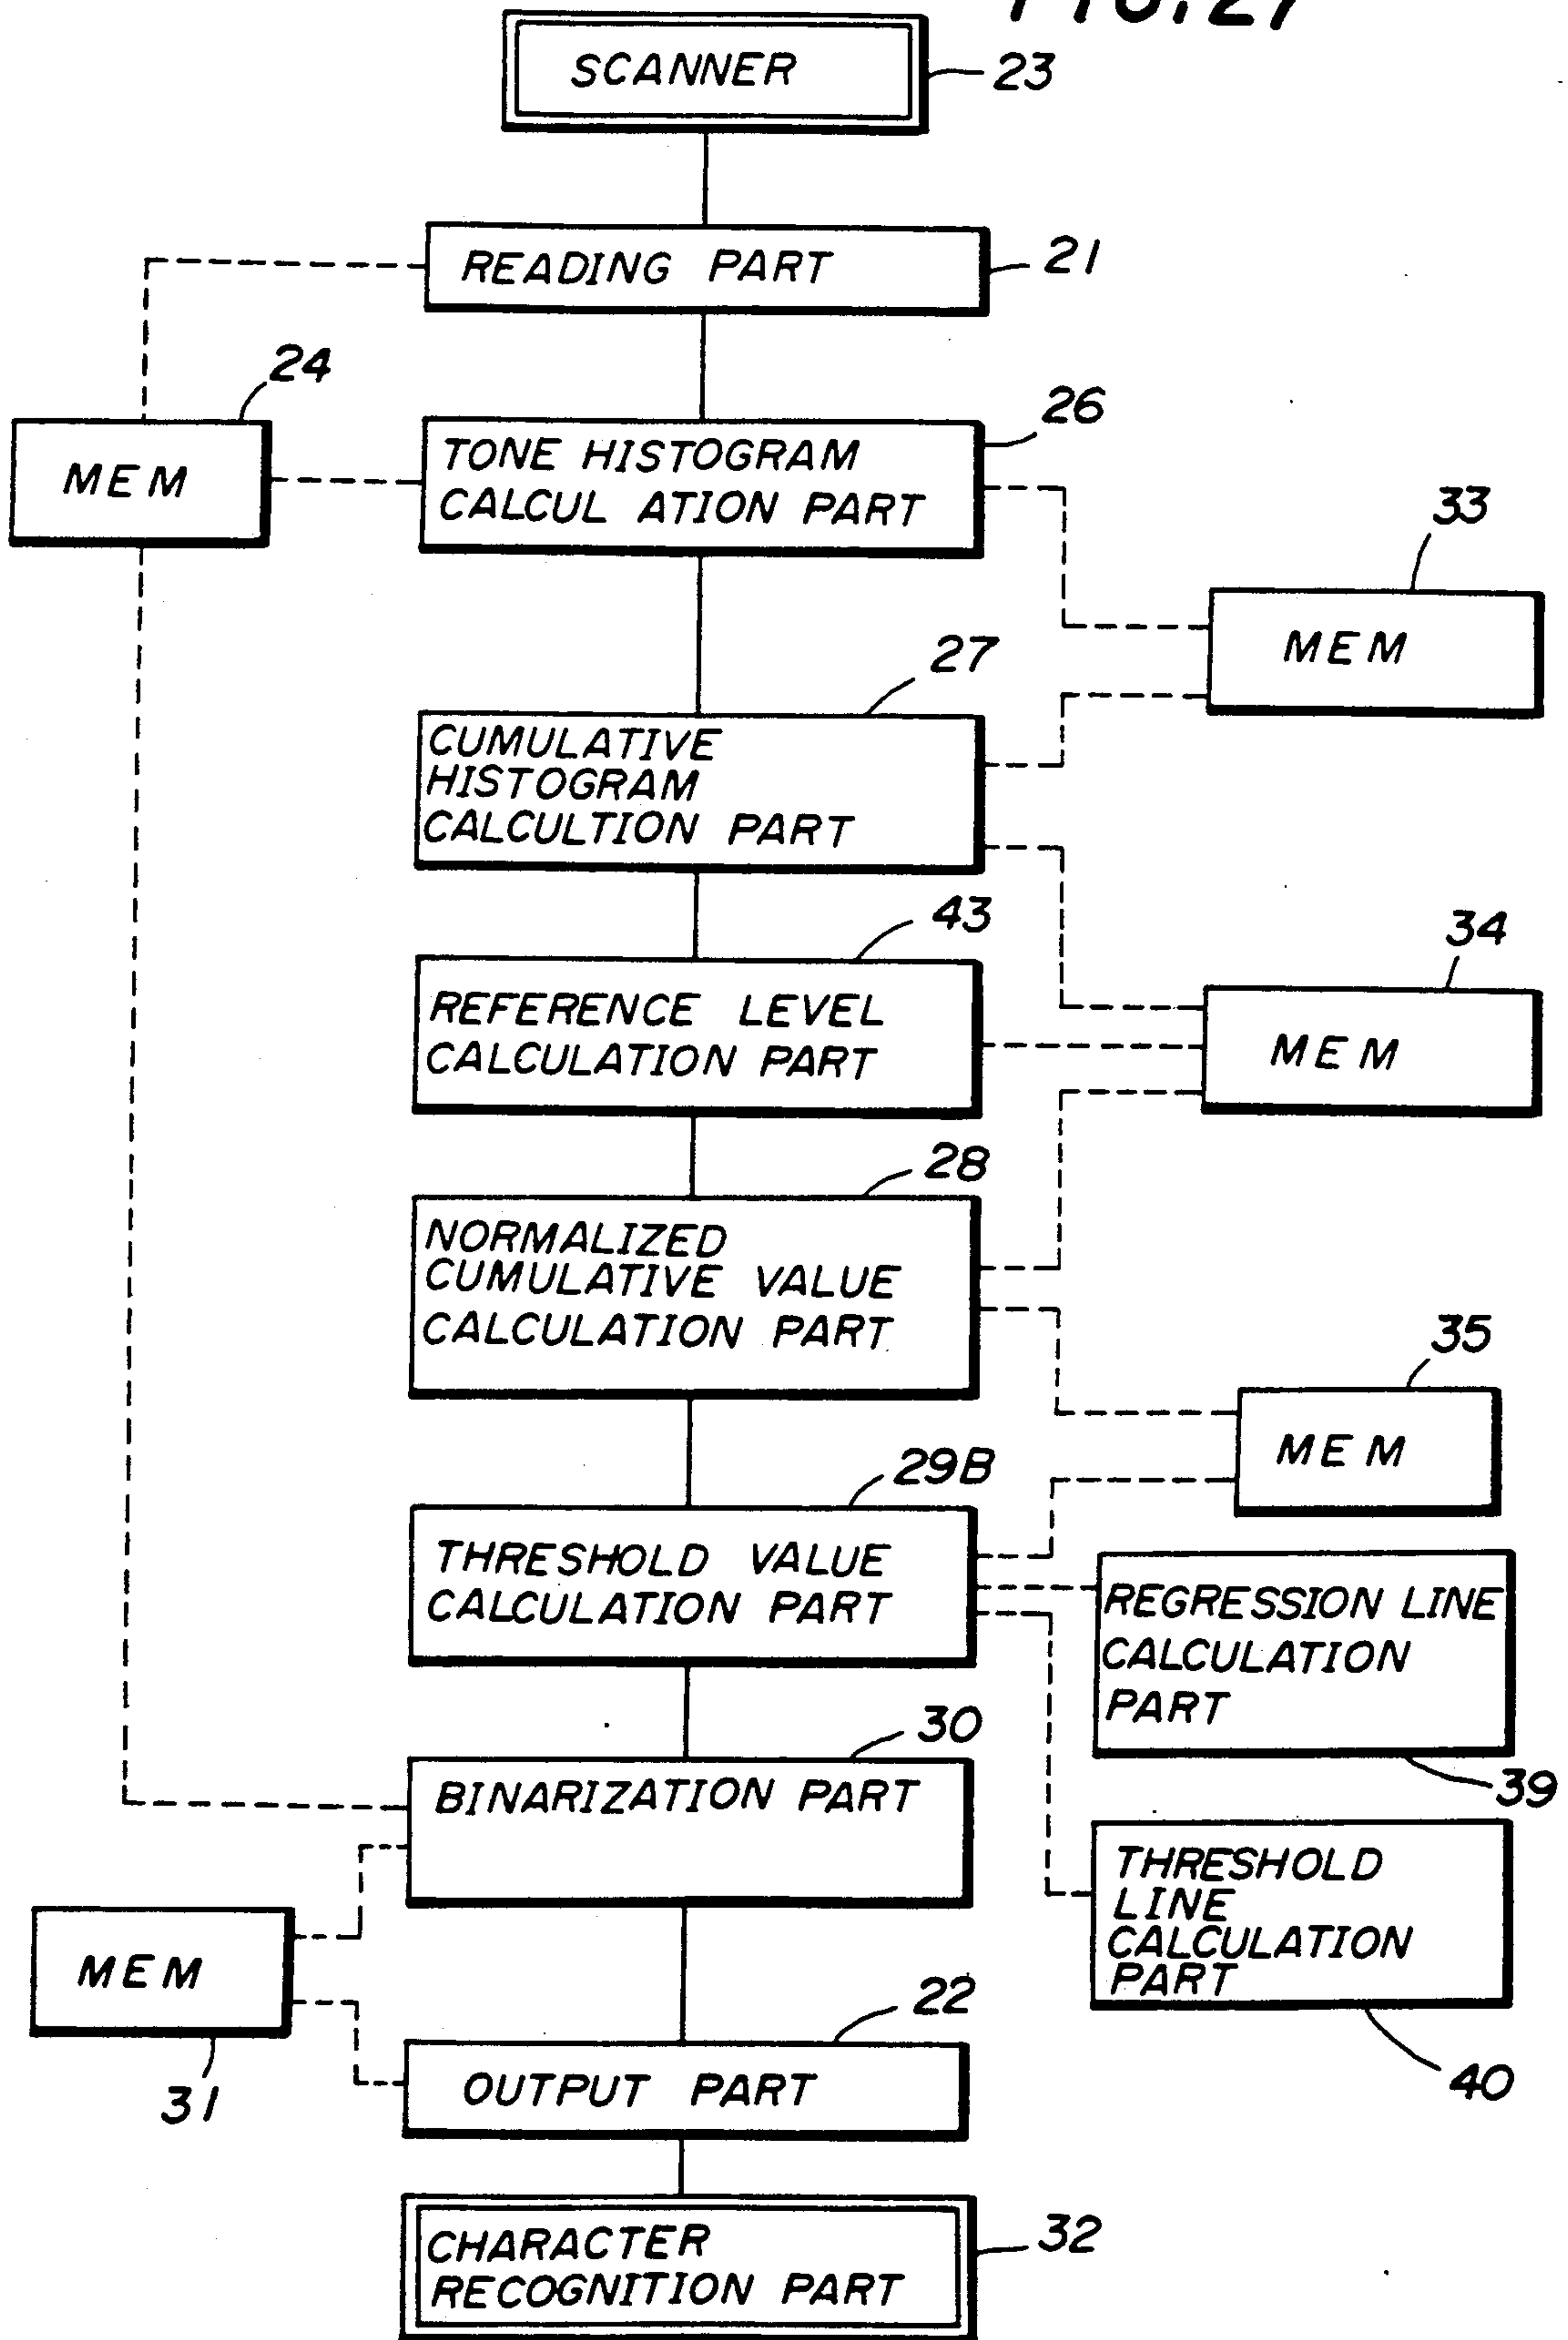 FIG. 27
SCANNER
23
READING PART
21
24
MEM
26
TONE HISTOGRAM
CALCUL ATION PART
33
MEM
27
CUMULATIVE
HISTOGRAM
CALCULTION PART
43
34
REFERENCE LEVEL
CALCULATION PART
MEM
28
NORMALIZED
CUMULATIVE VALUE
CALCULATION PART
35
MEM
29B
THRESHOLD VALUE
CALCULATION PART
REGRESSION LINE
CALCULATION
PART
39
30
BINARIZATION PART
THRESHOLD
LINE
CALCULATION
PART
40
MEM
31
22
OUTPUT PART
CHARACTER
RECOGNITION PART
32